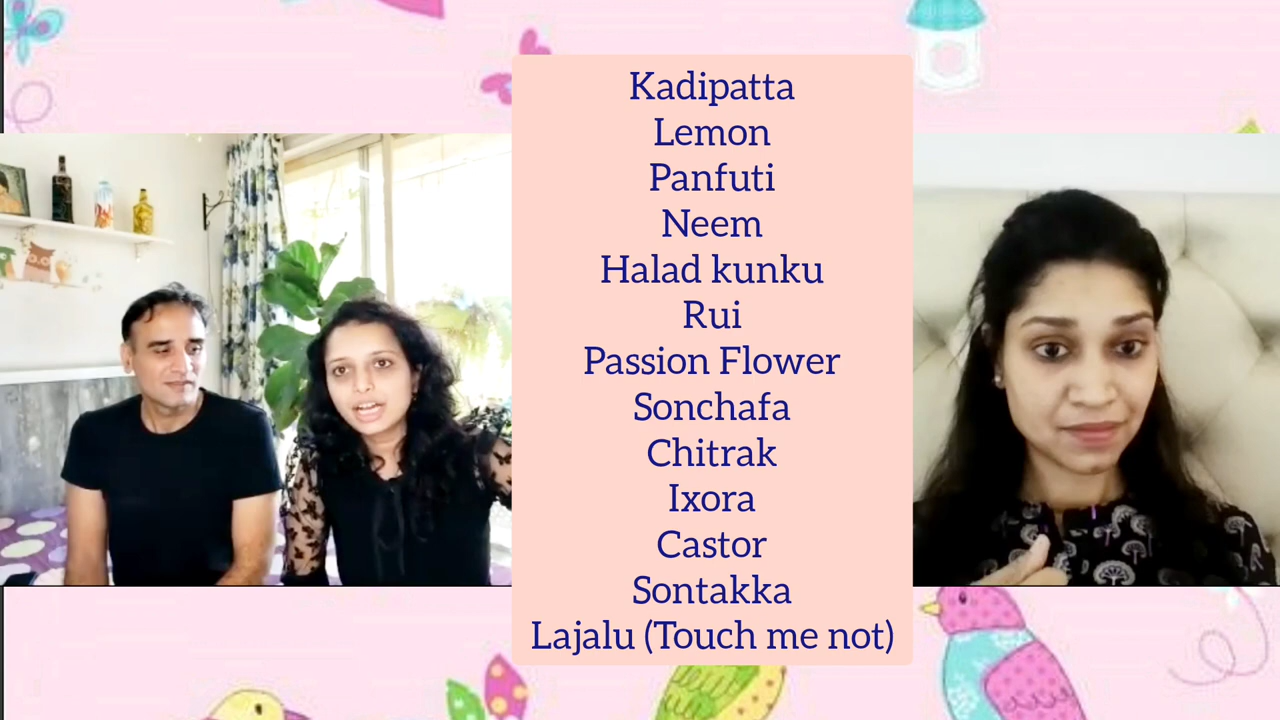 Kadipatta
Lemon
Panfuti
Neem
Halad kunku
Rui
Passion Flower
Sonchafa
Chitrak
Ixora
Castor
Sontakka
Lajalu (Touch me not)